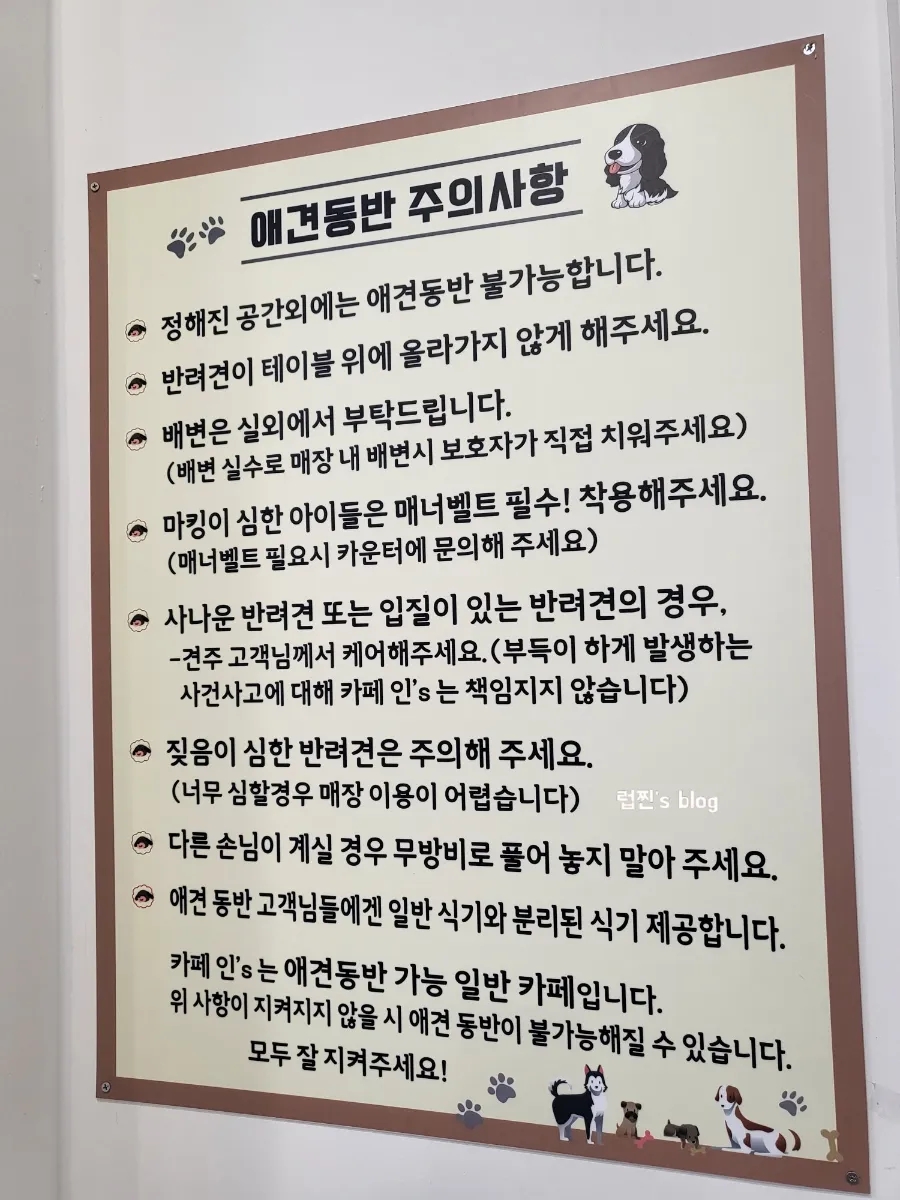 애견동반 주의사항
정해진 공간외에는 애견동반 불가능합니다.
반려견이 테이블 위에 올라가지 않게 해주세요.
배변은 실외에서 부탁드립니다.
(배변 실수로 매장 내 배변시 보호자가 직접 치워주세요)
마킹이 심한 아이들은 매너벨트 필수! 착용해주세요.
(매너벨트 필요시 카운터에 문의해 주세요)
사나운 반려견 또는 입질이 있는 반려견의 경우,
-견주 고객님께서 케어해주세요.(부득이 하게 발생하는
사건사고에 대해 카페 인's 는 책임지지 않습니다)
짖음이 심한 반려견은 주의해 주세요.
(너무 심할경우 매장 이용이 어렵습니다)
럽찐's blog
다른 손님이 계실 경우 무방비로 풀어 놓지 말아 주세요.
애견 동반 고객님들에겐 일반 식기와 분리된 식기 제공합니다.
카페 인's 는 애견동반 가능 일반 카페입니다.
위 사항이 지켜지지 않을 시 애견 동반이 불가능해질 수 있습니다.
모두 잘 지켜주세요!